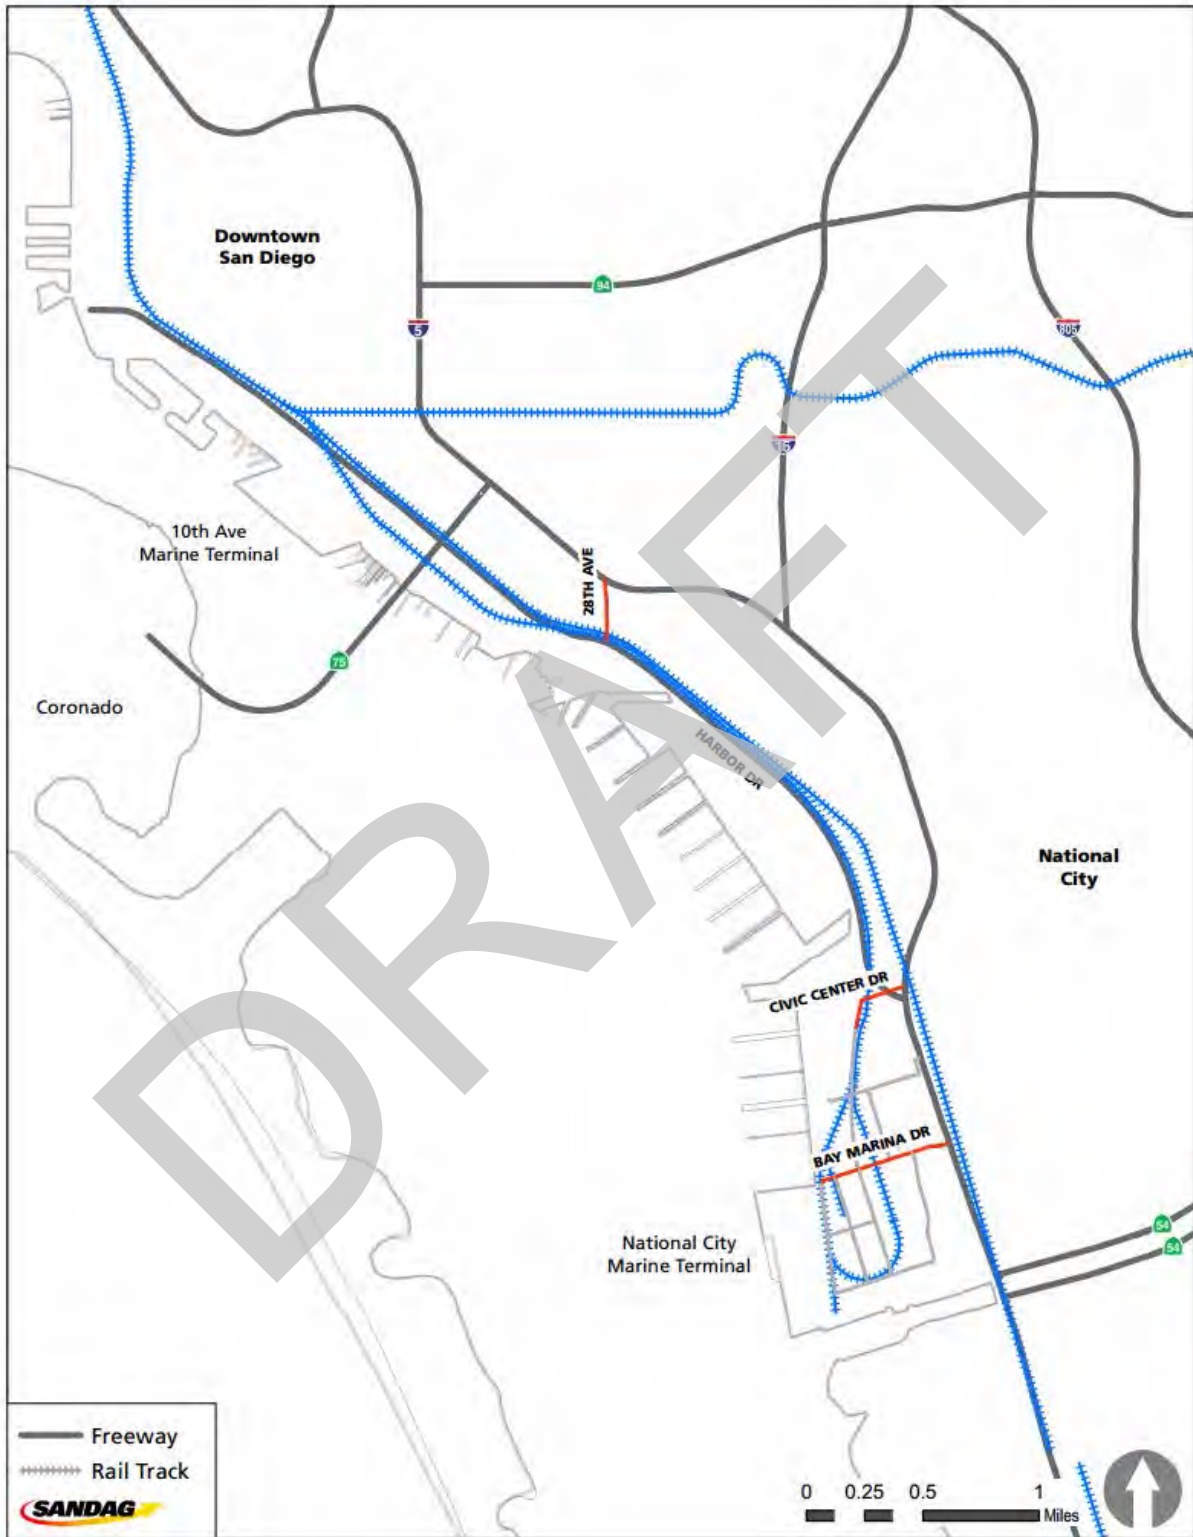 Downtown
San Diego
94
5
805
15
10th Ave
Marine Terminal
28TH AVE
75
Coronado
HARBOR DR
National
City
CIVIC CENTER DR
BAY MARINA DR
54
54
National City
Marine Terminal
DRAFT
Freeway
Rail Track
SANDAG
0 0.25 0.5 1
Miles